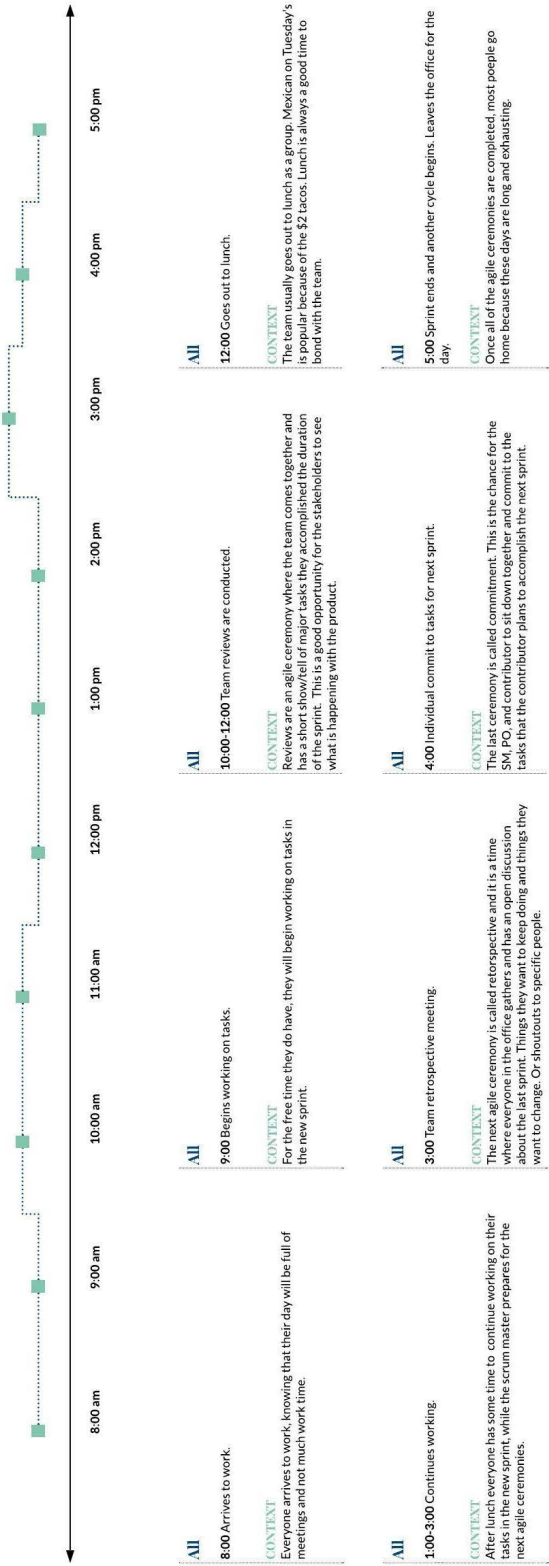 8:00 am
9:00 am
10:00 am
11:00 am
12:00 pm
1:00 pm
2:00 pm
3:00 pm
4:00 pm
5:00 pm
All
8:00 Arrives to work.
CONTEXT
Everyone arrives to work, knowing that their day will be full of
meetings and not much work time.
All
9:00 Begins working on tasks.
CONTEXT
For the free time they do have, they will begin working on tasks in
the new sprint.
All
10:00-12:00 Team reviews are conducted.
CONTEXT
Reviews are an agile ceremony where the team comes together and
has a short show/tell of major tasks they accomplished the duration
of the sprint. This is a good opportunity for the stakeholders to see
what is happening with the product.
All
12:00 Goes out to lunch.
CONTEXT
The team usually goes out to lunch as a group. Mexican on Tuesday's
is popular because of the $2 tacos. Lunch is always a good time to
bond with the team.
All
1:00-3:00 Continues working.
CONTEXT
After lunch everyone has some time to continue working on their
tasks in the new sprint, while the scrum master prepares for the
next agile ceremonies.
All
3:00 Team retrospective meeting.
CONTEXT
The next agile ceremony is called retorspective and it is a time
where everyone in the office gathers and has an open discussion
about the last sprint. Things they want to keep doing and things they
want to change. Or shoutouts to specific people.
All
4:00 Individual commit to tasks for next sprint.
CONTEXT
The last ceremony is called commitment. This is the chance for the
SM, PO, and contributor to sit down together and commit to the
tasks that the contributor plans to accomplish the next sprint.
All
5:00 Sprint ends and another cycle begins. Leaves the office for the
day.
CONTEXT
Once all of the agile ceremonies are completed, most poeple go
home because these days are long and exhausting.